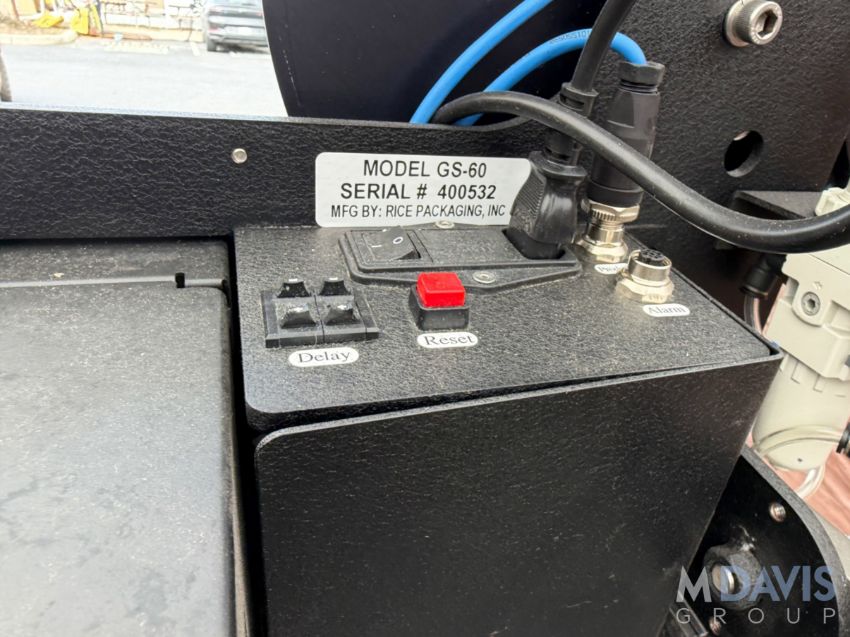 MODEL GS-60
SERIAL # 400532
MFG BY: RICE PACKAGING, INC
Delay
Reset
Alarm
MDAVIS
GROUP